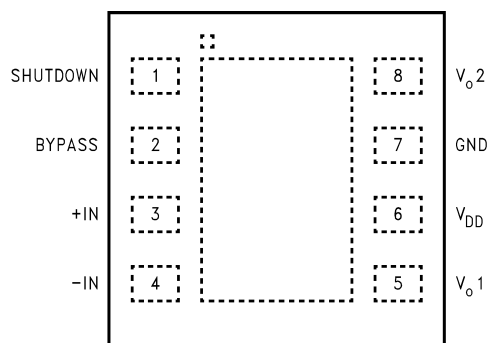 SHUTDOWN 1 8 Vo2
BYPASS 2 7 GND
+IN 3 6 VDD
-IN 4 5 Vo1